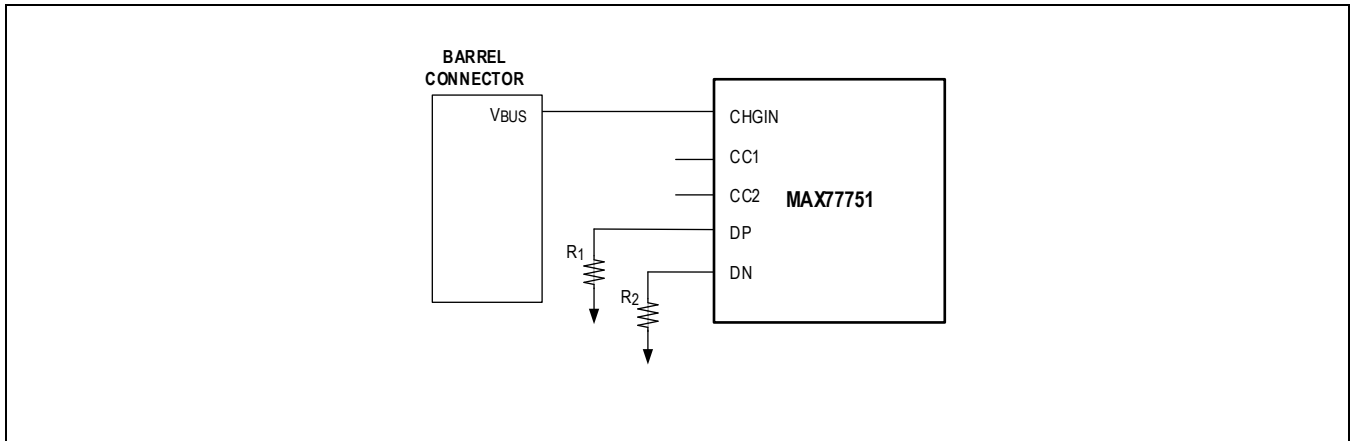 BARREL
CONNECTOR
VBUS
CHGIN
CC1
CC2
MAX77751
DP
DN
R1
R2